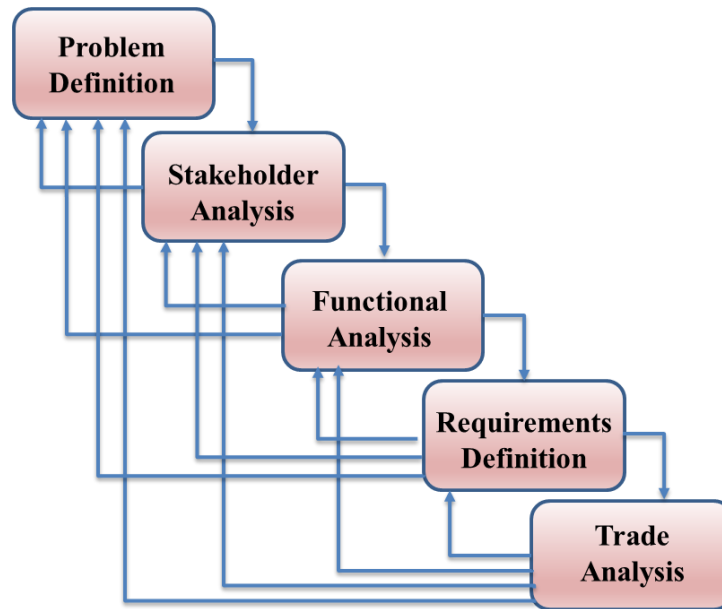 Problem
Definition
Stakeholder
Analysis
Functional
Analysis
Requirements
Definition
Trade
Analysis